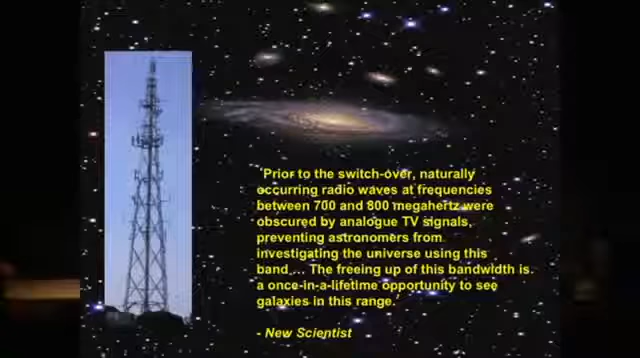 'Prior to the switch-over, naturally
occurring radio waves at frequencies
between 700 and 800 megahertz were
obscured by analogue TV signals,
preventing astronomers from
investigating the universe using this
band ... The freeing up of this bandwidth is
a once-in-a-lifetime opportunity to see
galaxies in this range.'
- New Scientist